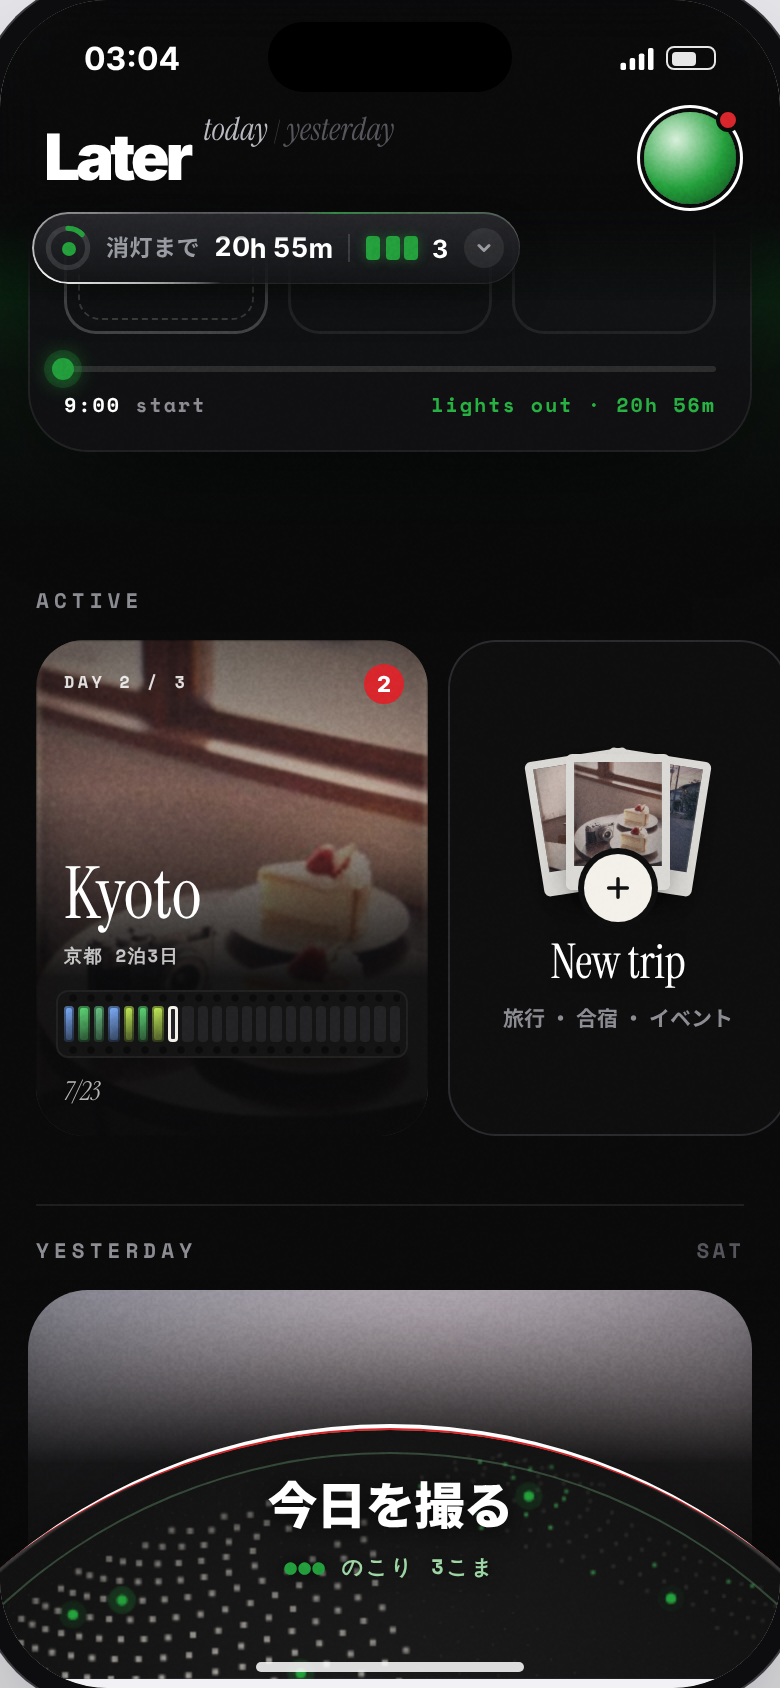 03:04
Later today | yesterday
消灯まで 20h 55m 3
9:00 start lights out · 20h 56m
ACTIVE
DAY 2 / 3 2
Kyoto
京都 2泊3日
7/23
New trip
旅行 ・ 合宿 ・ イベント
YESTERDAY SAT
今日を撮る
のこり 3こま